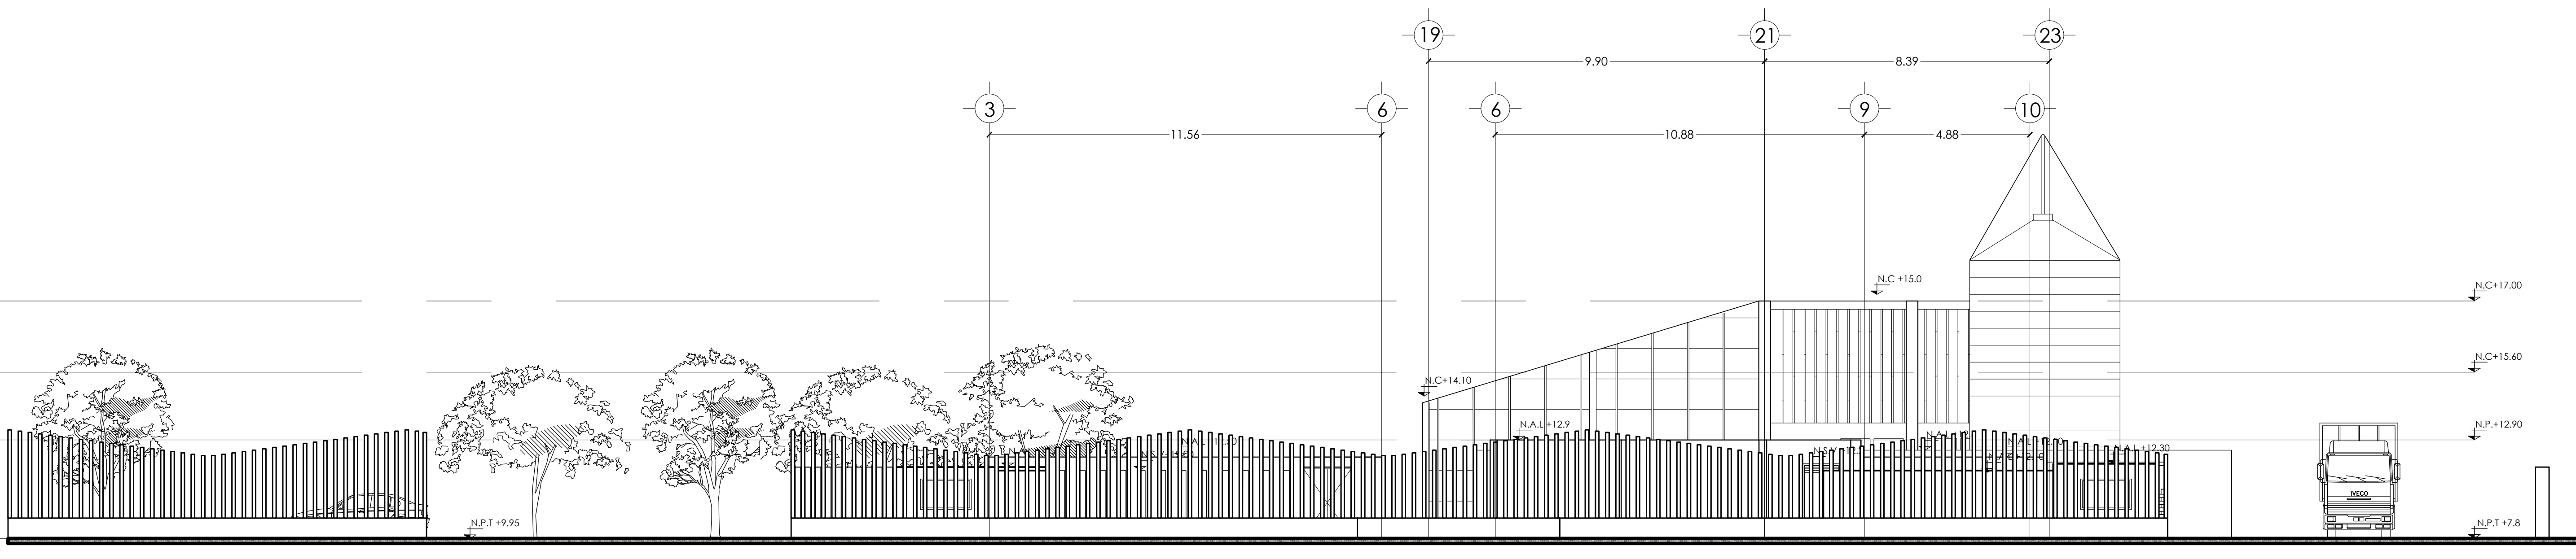 19
21
23
9.90
8.39
3
6
6
9
10
11.56
10.88
4.88
N.C +15.0
N.C+17.00
N.C+15.60
N.C+14.10
N.A.L +12.9
N.P.+12.90
N.A.L
+12.30
IVECO
N.P.T +9.95
N.P.T +7.8